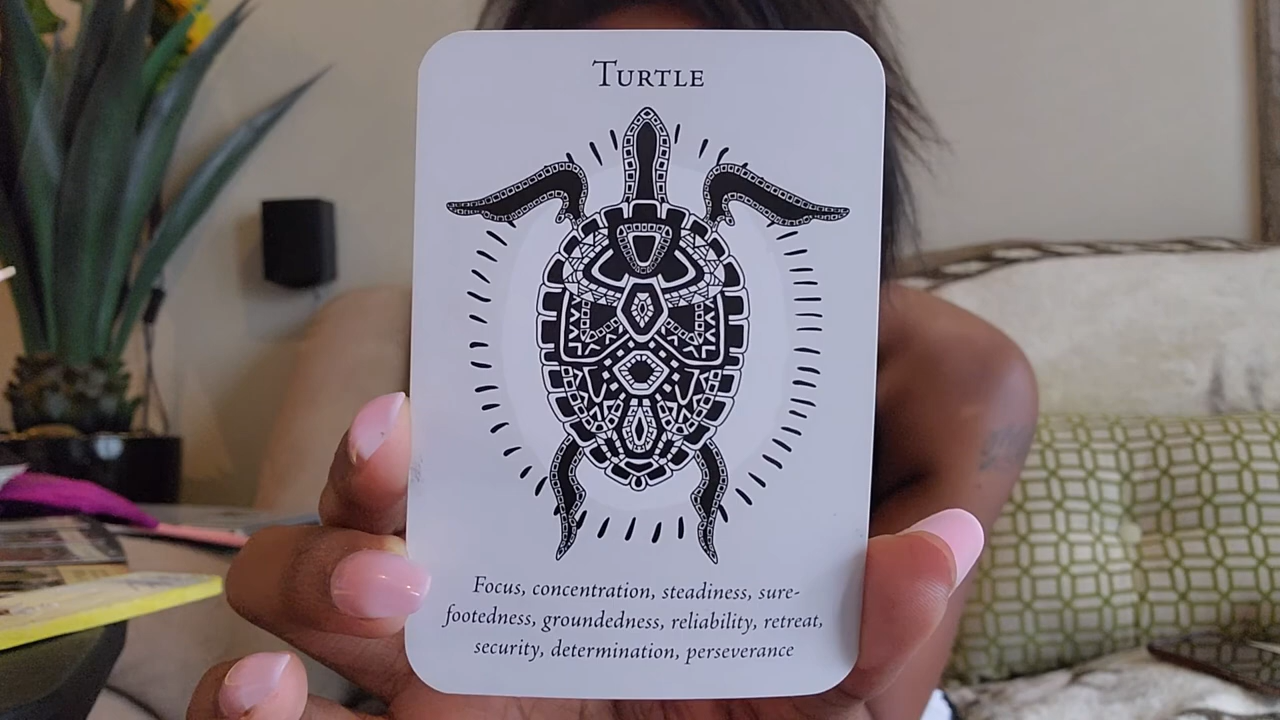 Turtle
Focus, concentration, steadiness, sure-
footedness, groundedness, reliability, retreat,
security, determination, perseverance